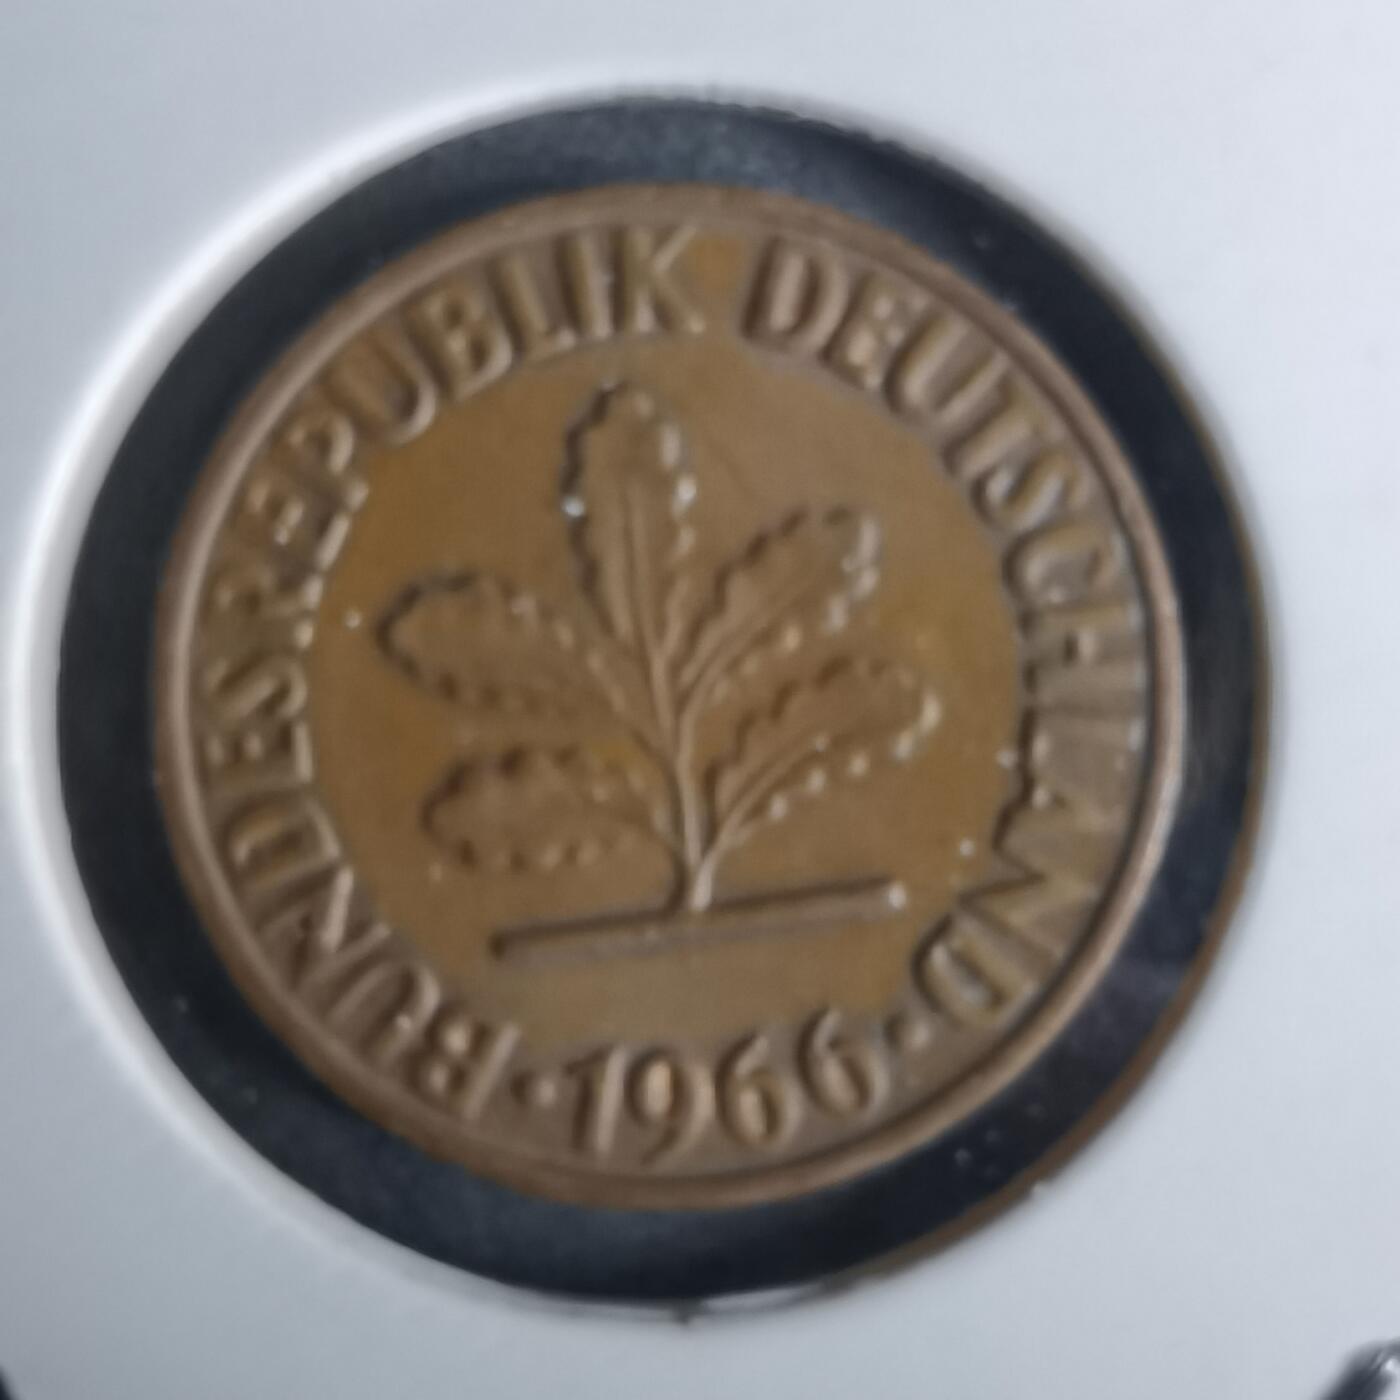 BUNDESREPUBLIK DEUTSCHLAND
· 1966 ·